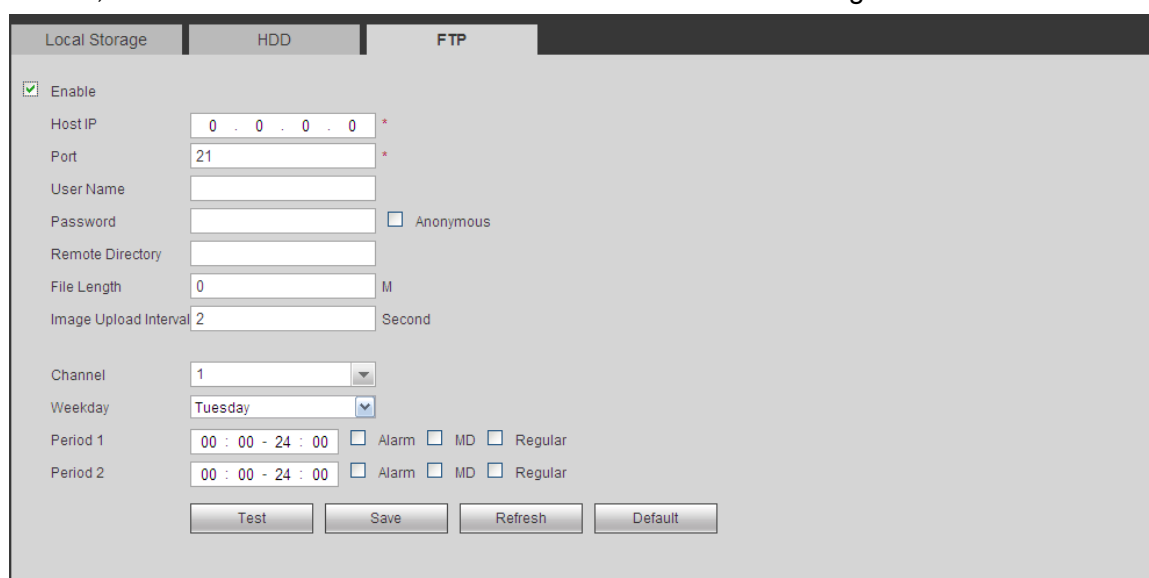 Local Storage HDD FTP
Enable
Host IP 0 . 0 . 0 . 0 *
Port 21 *
User Name
Password Anonymous
Remote Directory
File Length 0 M
Image Upload Interval 2 Second
Channel 1
Weekday Tuesday
Period 1 00 : 00 - 24 : 00 Alarm MD Regular
Period 2 00 : 00 - 24 : 00 Alarm MD Regular
Test Save Refresh Default